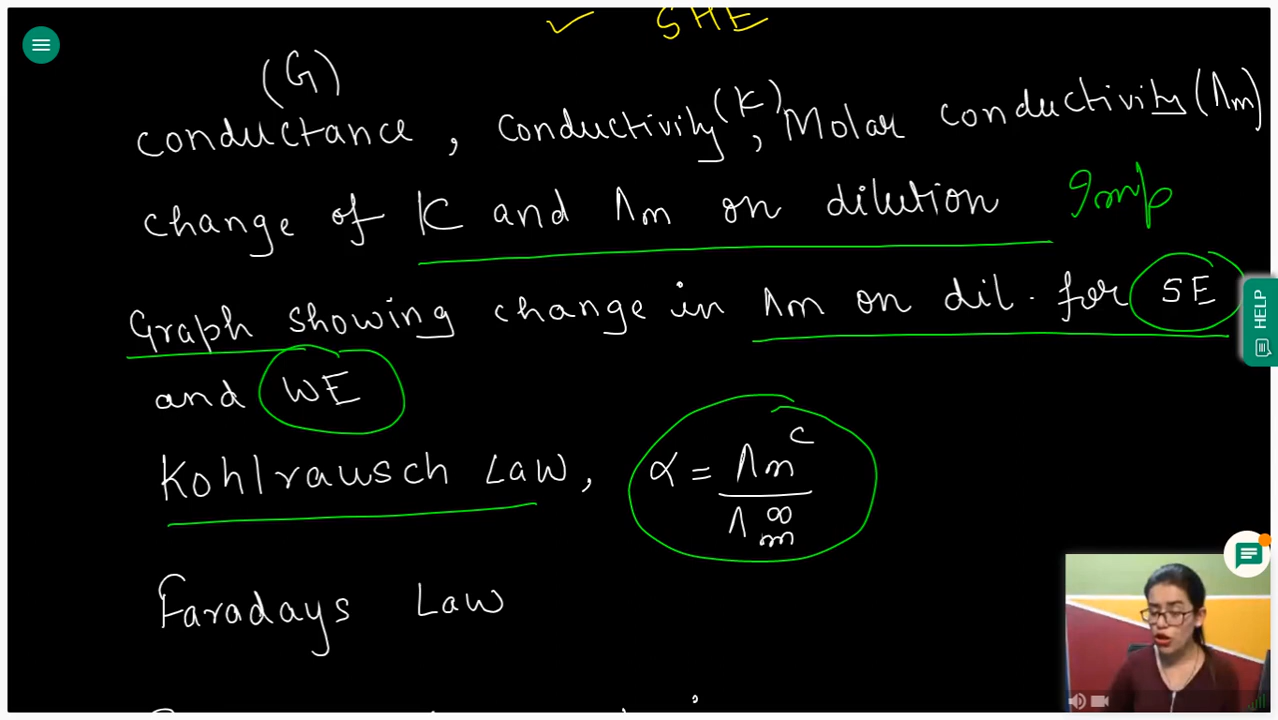 ✓ SHE
(G)
conductance, conductivity (K), Molar conductivity (Λm)
change of K and Λm on dilution Imp
Graph showing change in Λm on dil. for SE
and WE
Kohlrausch Law, α = Λm^c / Λm^∞
Faradays Law
HELP